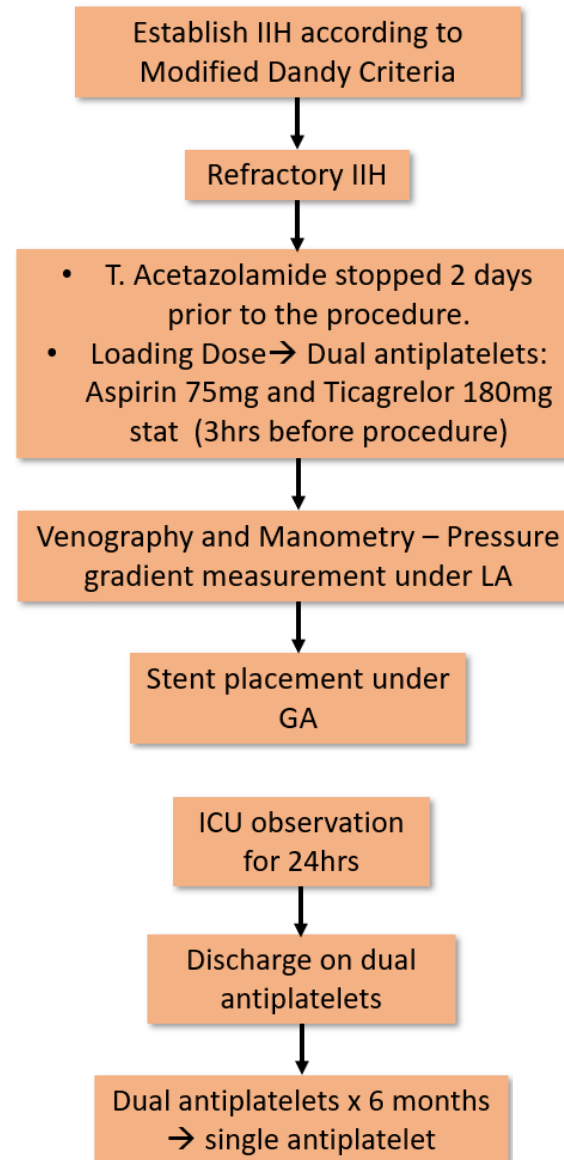 Establish IIH according to
Modified Dandy Criteria
Refractory IIH
• T. Acetazolamide stopped 2 days
prior to the procedure.
• Loading Dose→ Dual antiplatelets:
Aspirin 75mg and Ticagrelor 180mg
stat (3hrs before procedure)
Venography and Manometry – Pressure
gradient measurement under LA
Stent placement under
GA
ICU observation
for 24hrs
Discharge on dual
antiplatelets
Dual antiplatelets x 6 months
→ single antiplatelet